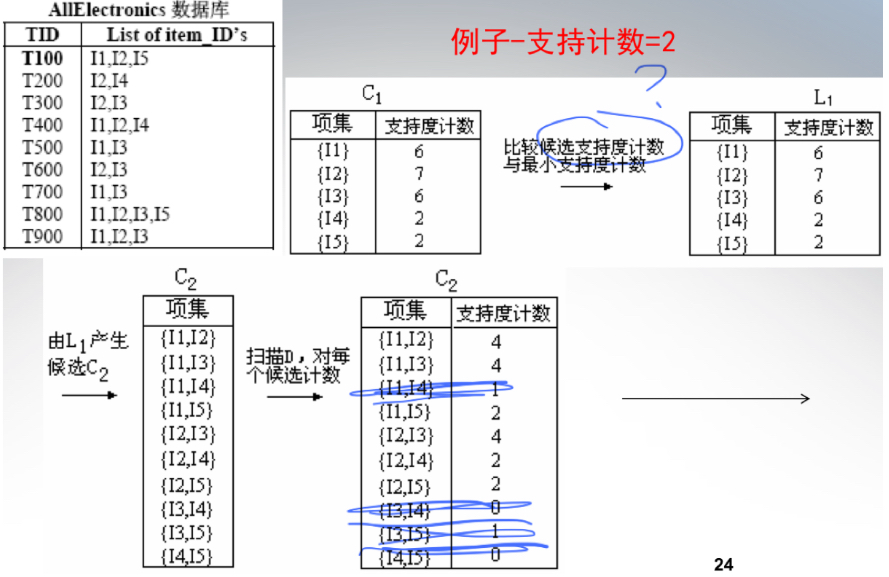 AllElectronics 数据库
TID List of item_ID's
T100 I1,I2,I5
T200 I2,I4
T300 I2,I3
T400 I1,I2,I4
T500 I1,I3
T600 I2,I3
T700 I1,I3
T800 I1,I2,I3,I5
T900 I1,I2,I3
例子-支持计数=2
?
C1
项集 支持度计数
{I1} 6
{I2} 7
{I3} 6
{I4} 2
{I5} 2
比较候选支持度计数
与最小支持度计数
L1
项集 支持度计数
{I1} 6
{I2} 7
{I3} 6
{I4} 2
{I5} 2
由L1产生
候选C2
C2
项集
{I1,I2}
{I1,I3}
{I1,I4}
{I1,I5}
{I2,I3}
{I2,I4}
{I2,I5}
{I3,I4}
{I3,I5}
{I4,I5}
扫描D，对每
个候选计数
C2
项集 支持度计数
{I1,I2} 4
{I1,I3} 4
{I1,I4} 1
{I1,I5} 2
{I2,I3} 4
{I2,I4} 2
{I2,I5} 2
{I3,I4} 0
{I3,I5} 1
{I4,I5} 0
24